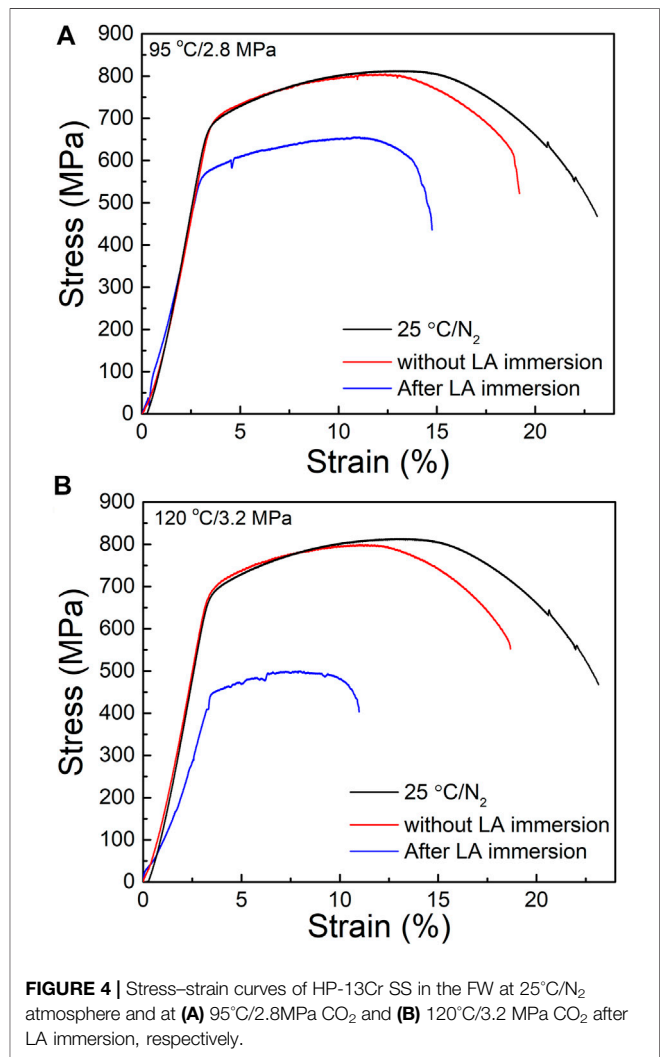 A
95 °C/2.8 MPa
900
800
700
600
500
400
300
200
100
0
Stress (MPa)
25 °C/N₂
without LA immersion
After LA immersion
0 5 10 15 20
Strain (%)
B
120 °C/3.2 MPa
900
800
700
600
500
400
300
200
100
0
Stress (MPa)
25 °C/N₂
without LA immersion
After LA immersion
0 5 10 15 20
Strain (%)
FIGURE 4 | Stress–strain curves of HP-13Cr SS in the FW at 25°C/N₂
atmosphere and at (A) 95°C/2.8MPa CO₂ and (B) 120°C/3.2 MPa CO₂ after
LA immersion, respectively.